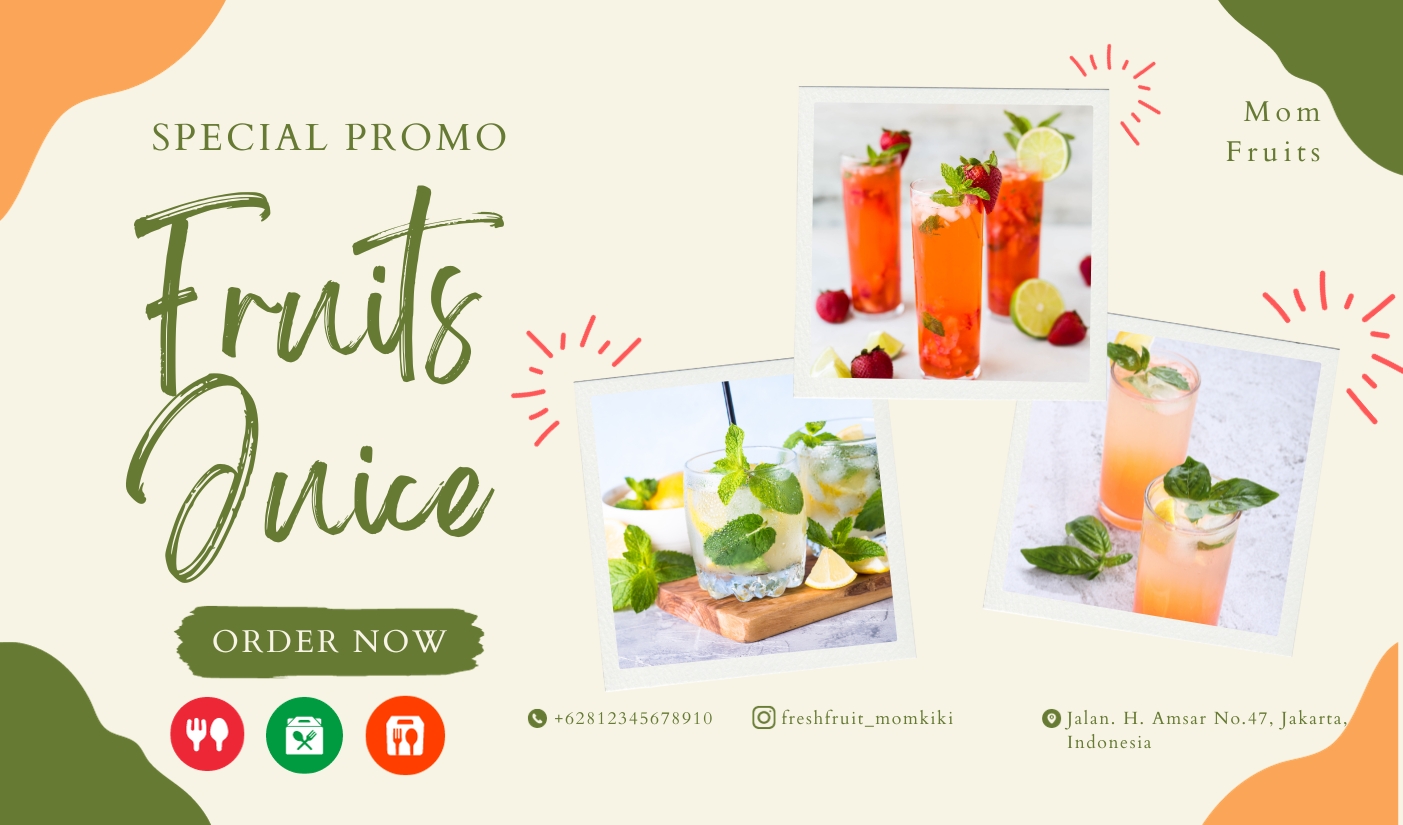 SPECIAL PROMO
Fruits
Juice
ORDER NOW
Mom
Fruits
+62812345678910
freshfruit_momkiki
Jalan. H. Amsar No.47, Jakarta,
Indonesia